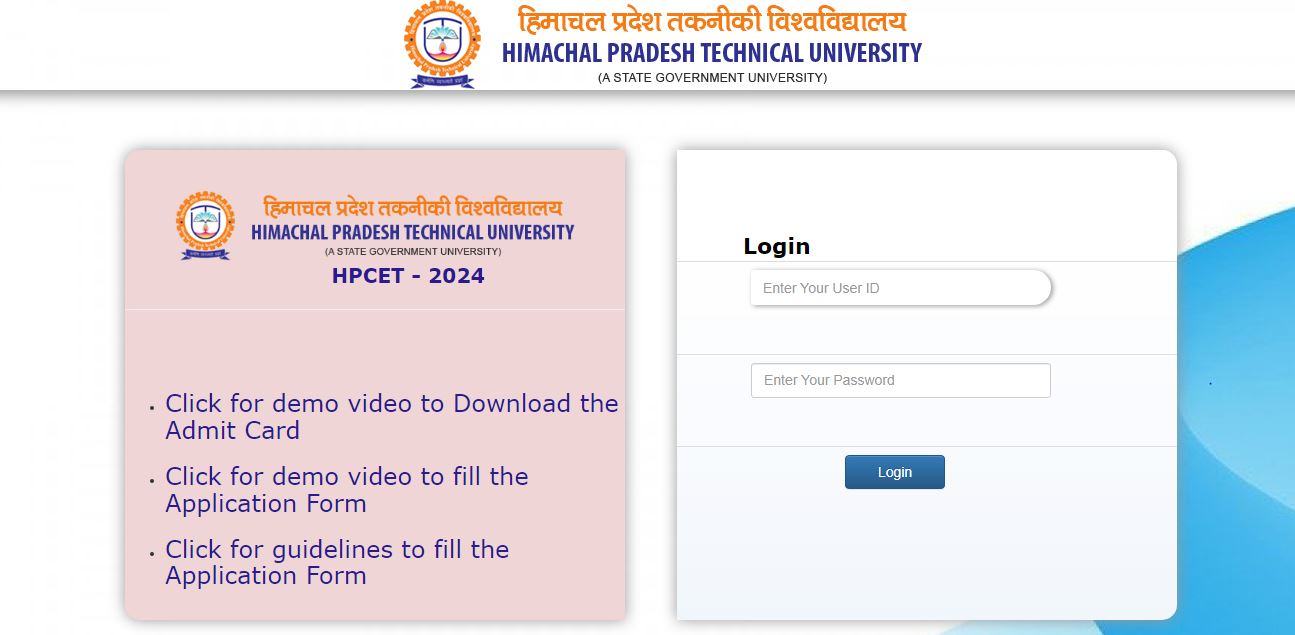 हिमाचल प्रदेश तकनीकी विश्वविद्यालय
HIMACHAL PRADESH TECHNICAL UNIVERSITY
(A STATE GOVERNMENT UNIVERSITY)
हिमाचल प्रदेश तकनीकी विश्वविद्यालय
HIMACHAL PRADESH TECHNICAL UNIVERSITY
(A STATE GOVERNMENT UNIVERSITY)
HPCET - 2024
Click for demo video to Download the
Admit Card
Click for demo video to fill the
Application Form
Click for guidelines to fill the
Application Form
Login
Enter Your User ID
Enter Your Password
Login